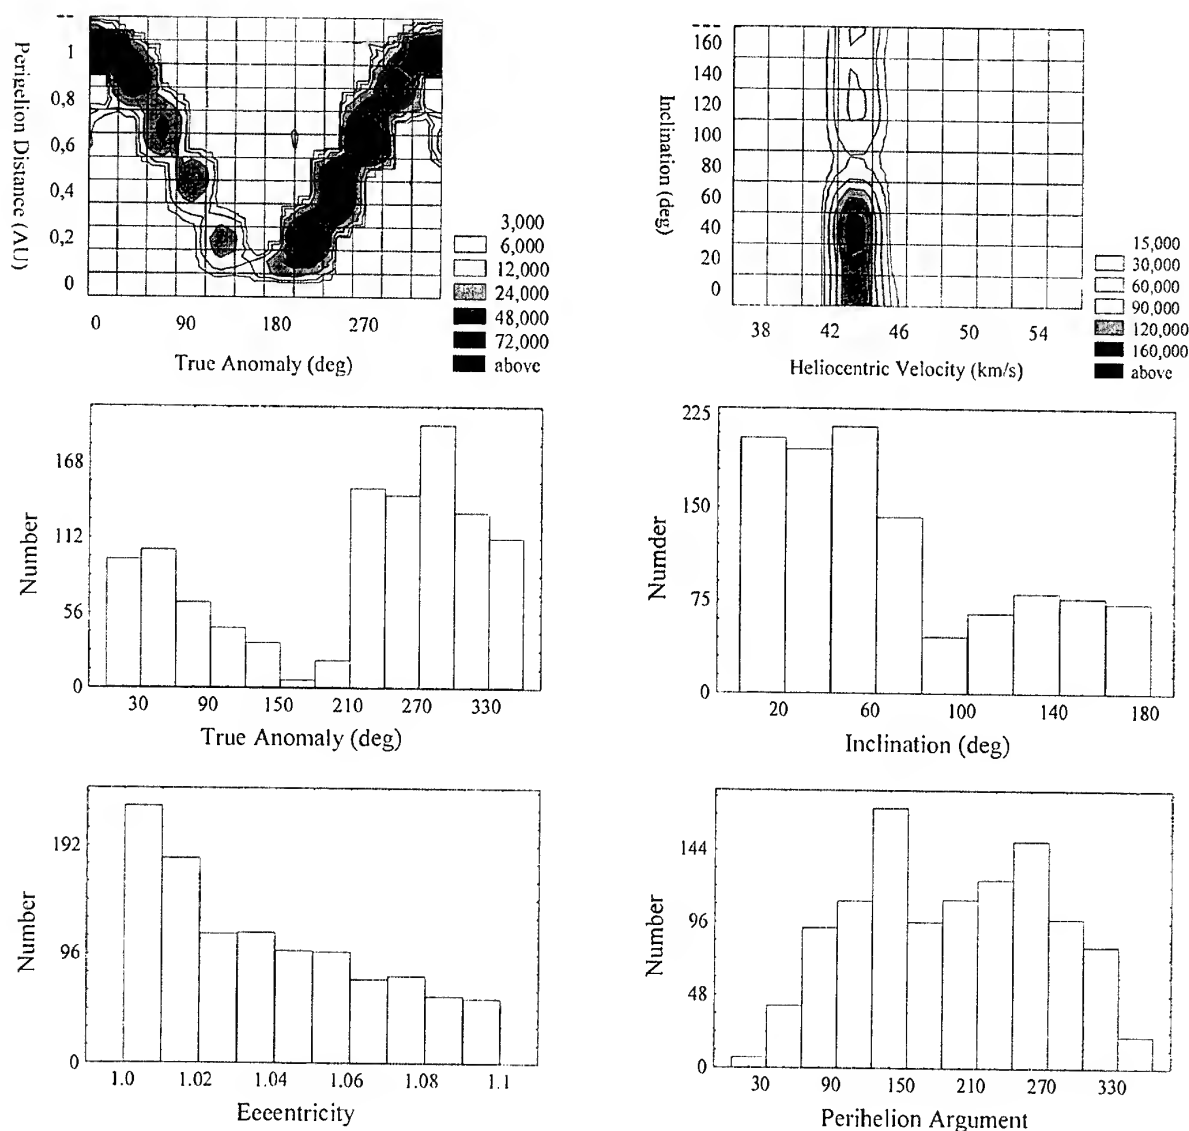 Perigelion Distance (AU)
1
0,8
0,6
0,4
0,2
0
0 90 180 270
True Anomaly (deg)
3,000
6,000
12,000
24,000
48,000
72,000
above
Inclination (deg)
160
140
120
100
80
60
40
20
0
38 42 46 50 54
Heliocentric Velocity (km/s)
15,000
30,000
60,000
90,000
120,000
160,000
above
Number
168
112
56
0
30 90 150 210 270 330
True Anomaly (deg)
Numder
225
150
75
0
20 60 100 140 180
Inclination (deg)
Number
192
96
0
1.0 1.02 1.04 1.06 1.08 1.1
Eccentricity
Number
144
96
48
0
30 90 150 210 270 330
Perihelion Argument